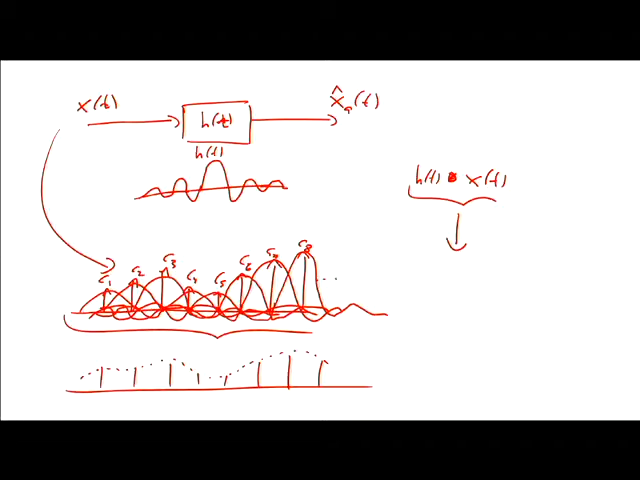 x(t)
h(t)
x̂ₐ(t)
h(t)
h(t) • x(t)
C₁ C₂ C₃ C₄ C₅ C₆ C₇ C₈ ...